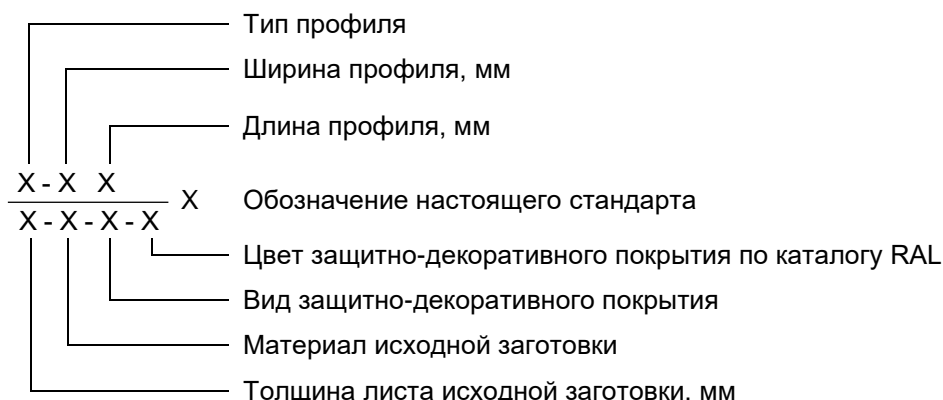 Тип профиля
Ширина профиля, мм
Длина профиля, мм
X - X X
X Обозначение настоящего стандарта
X - X - X - X
Цвет защитно-декоративного покрытия по каталогу RAL
Вид защитно-декоративного покрытия
Материал исходной заготовки
Толщина листа исходной заготовки, мм